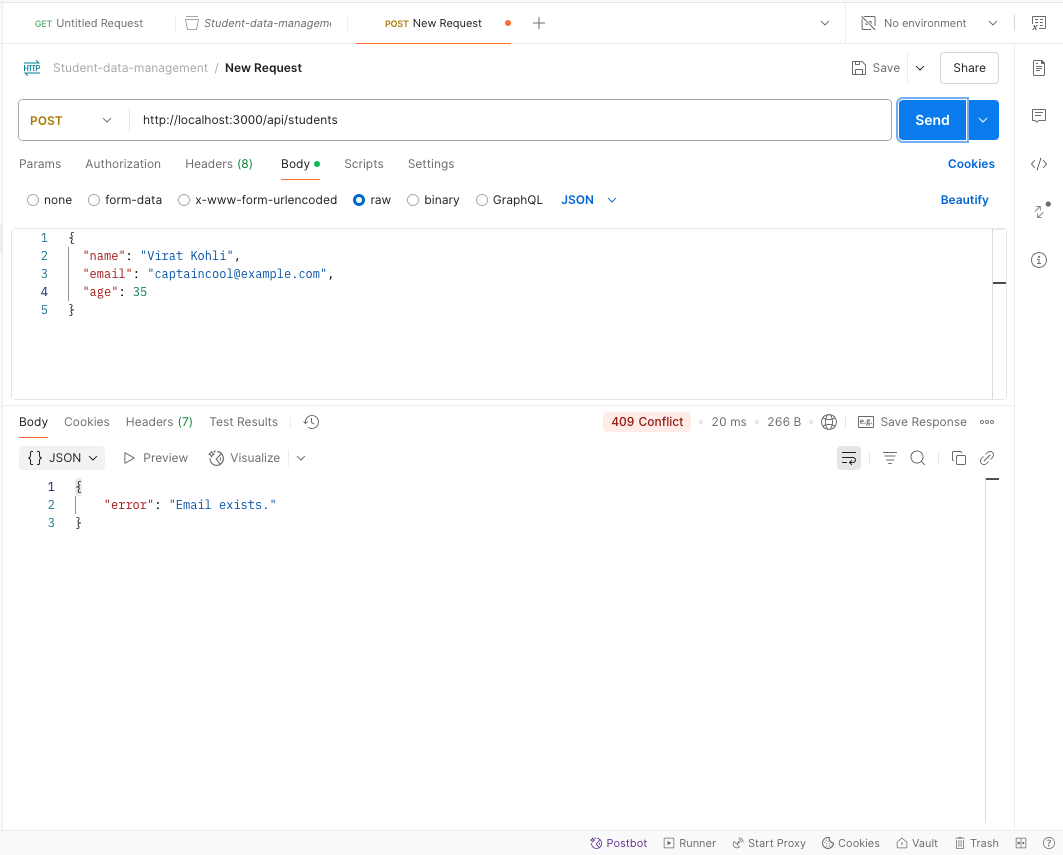 GET Untitled Request Student-data-managem POST New Request No environment
HTTP Student-data-management / New Request Save Share
POST http://localhost:3000/api/students Send
Params Authorization Headers (8) Body Scripts Settings Cookies
none form-data x-www-form-urlencoded raw binary GraphQL JSON Beautify
1 {
2 "name": "Virat Kohli",
3 "email": "captaincool@example.com",
4 "age": 35
5 }
Body Cookies Headers (7) Test Results 409 Conflict 20 ms 266 B e.g. Save Response
{} JSON Preview Visualize
1 {
2 "error": "Email exists."
3 }
Postbot Runner Start Proxy Cookies Vault Trash